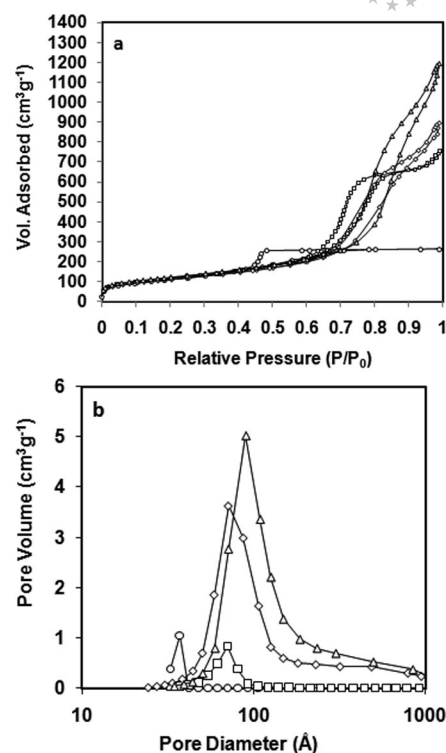 a
1400
1300
1200
1100
1000
900
800
700
600
500
400
300
200
100
0
Vol. Adsorbed (cm³g⁻¹)
0 0.1 0.2 0.3 0.4 0.5 0.6 0.7 0.8 0.9 1
Relative Pressure (P/P₀)
b
6
5
4
3
2
1
0
Pore Volume (cm³g⁻¹)
10 100 1000
Pore Diameter (Å)